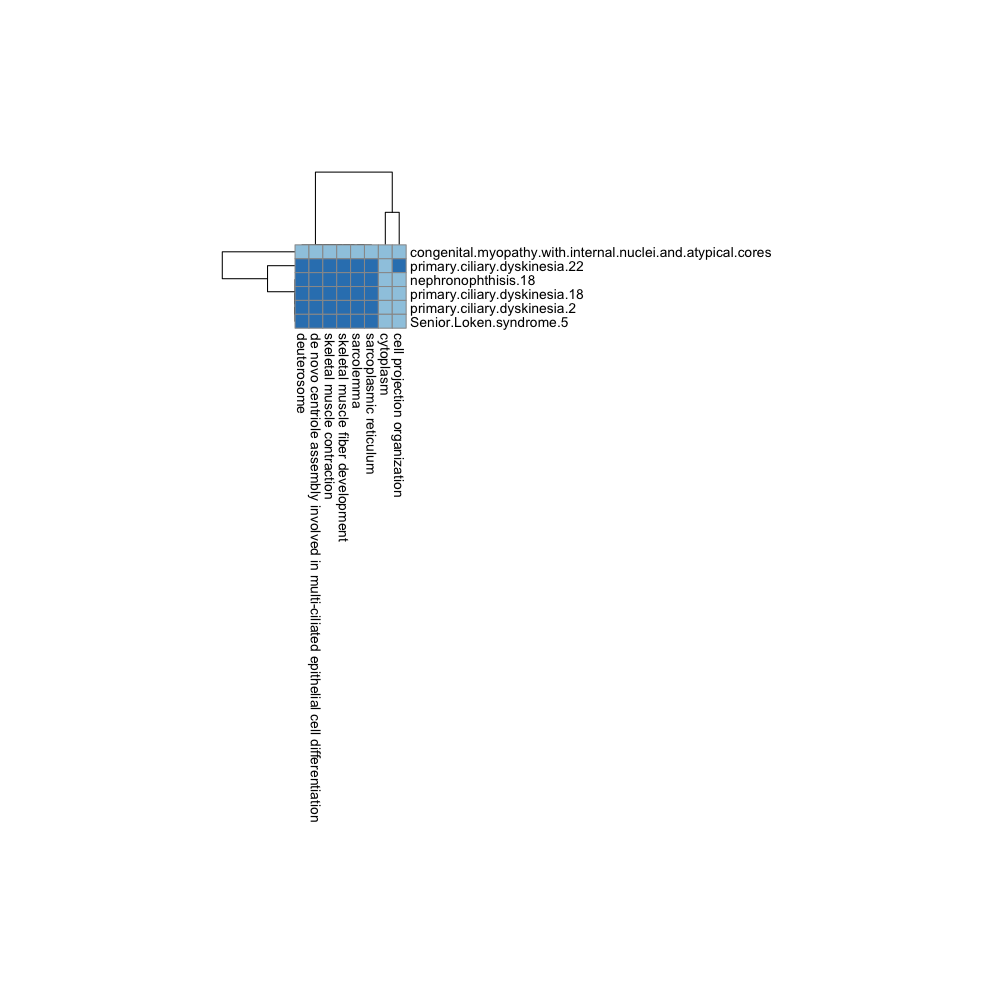 congenital.myopathy.with.internal.nuclei.and.atypical.cores
primary.ciliary.dyskinesia.22
nephronophthisis.18
primary.ciliary.dyskinesia.18
primary.ciliary.dyskinesia.2
Senior.Loken.syndrome.5
deuterosome
de novo centriole assembly involved in multi-ciliated epithelial cell differentiation
skeletal muscle contraction
skeletal muscle fiber development
sarcolemma
sarcoplasmic reticulum
cytoplasm
cell projection organization